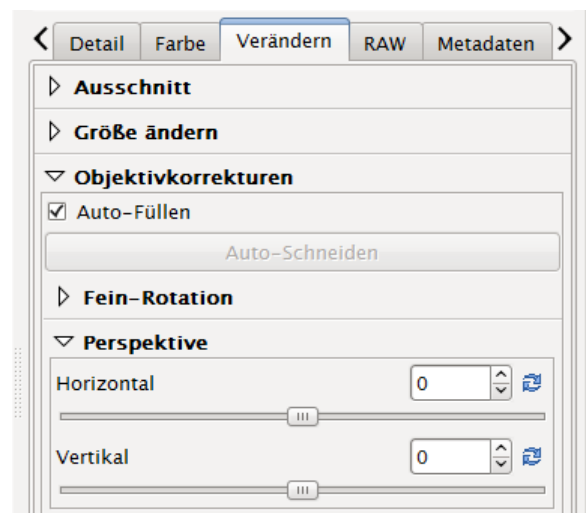 Detail Farbe Verändern RAW Metadaten
Ausschnitt
Größe ändern
Objektivkorrekturen
Auto-Füllen
Auto-Schneiden
Fein-Rotation
Perspektive
Horizontal 0
Vertikal 0